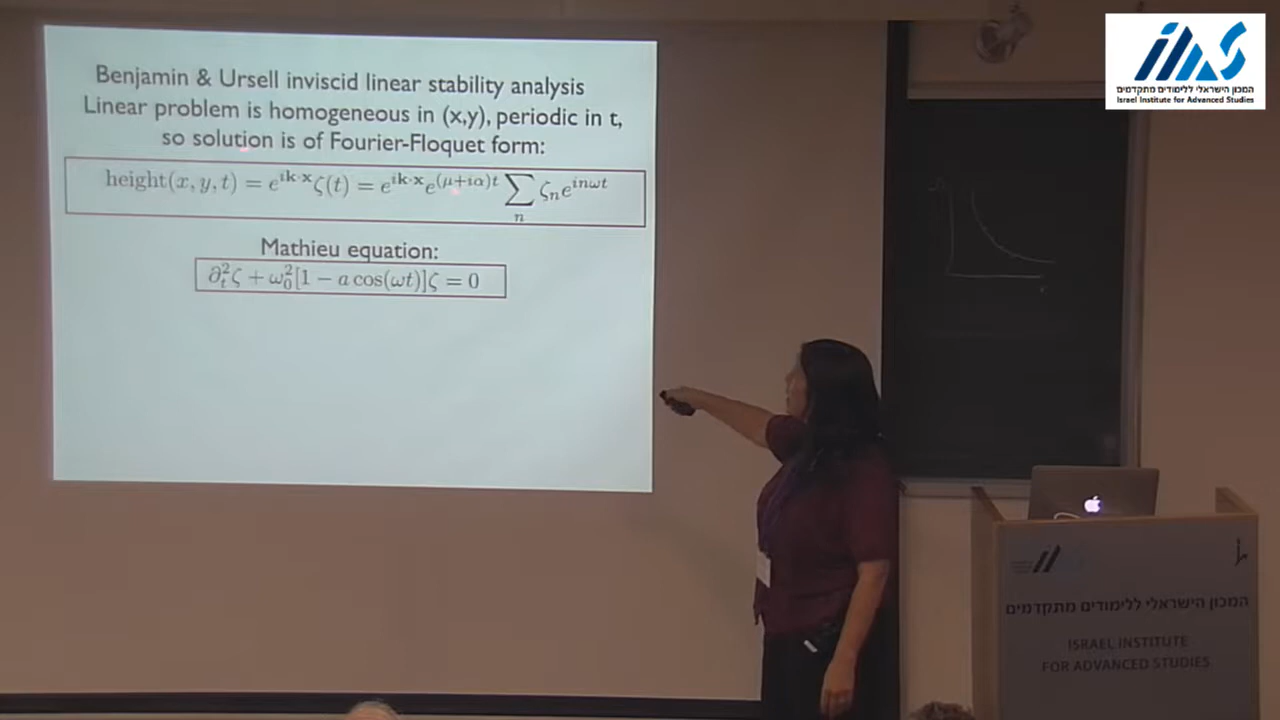 Benjamin & Ursell inviscid linear stability analysis
Linear problem is homogeneous in (x,y), periodic in t,
so solution is of Fourier-Floquet form:
height(x, y, t) = e^{ik·x}ζ(t) = e^{ik·x}e^{(μ+iα)t} ∑_n ζ_n e^{inωt}
Mathieu equation:
∂_t^2 ζ + ω_0^2[1 − a cos(ωt)]ζ = 0
המכון הישראלי ללימודים מתקדמים
Israel Institute for Advanced Studies
המכון הישראלי ללימודים מתקדמים
ISRAEL INSTITUTE
FOR ADVANCED STUDIES